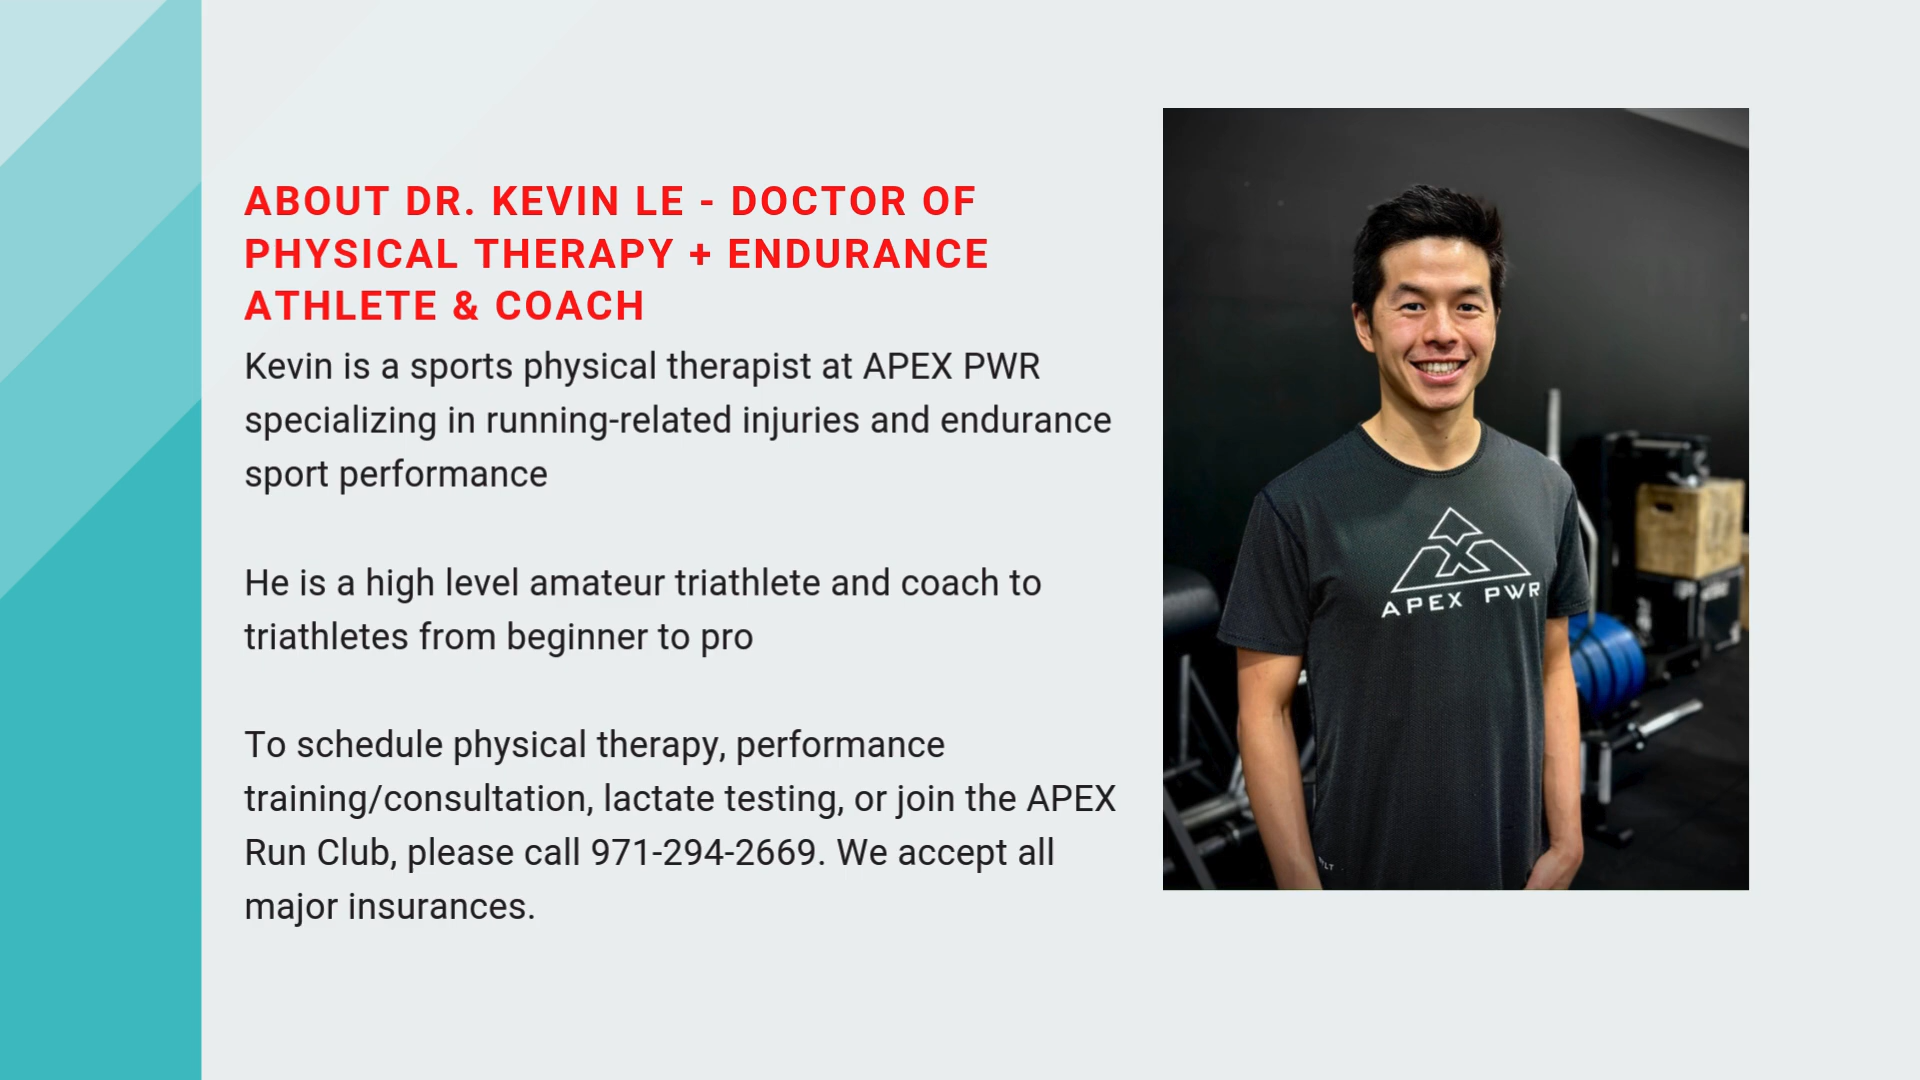 ABOUT DR. KEVIN LE - DOCTOR OF
PHYSICAL THERAPY + ENDURANCE
ATHLETE & COACH
Kevin is a sports physical therapist at APEX PWR
specializing in running-related injuries and endurance
sport performance
He is a high level amateur triathlete and coach to
triathletes from beginner to pro
To schedule physical therapy, performance
training/consultation, lactate testing, or join the APEX
Run Club, please call 971-294-2669. We accept all
major insurances.
APEX PWR